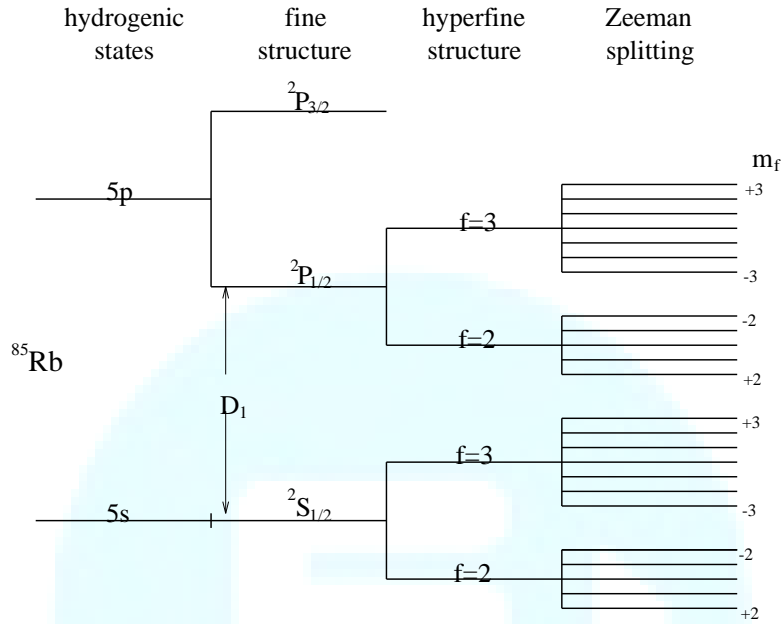 hydrogenic fine hyperfine Zeeman
states structure structure splitting
²P₃/₂
m_f
5p
+3
f=3
²P₁/₂
-3
-2
f=2
⁸⁵Rb
+2
D₁
+3
f=3
²S₁/₂
5s
-3
-2
f=2
+2